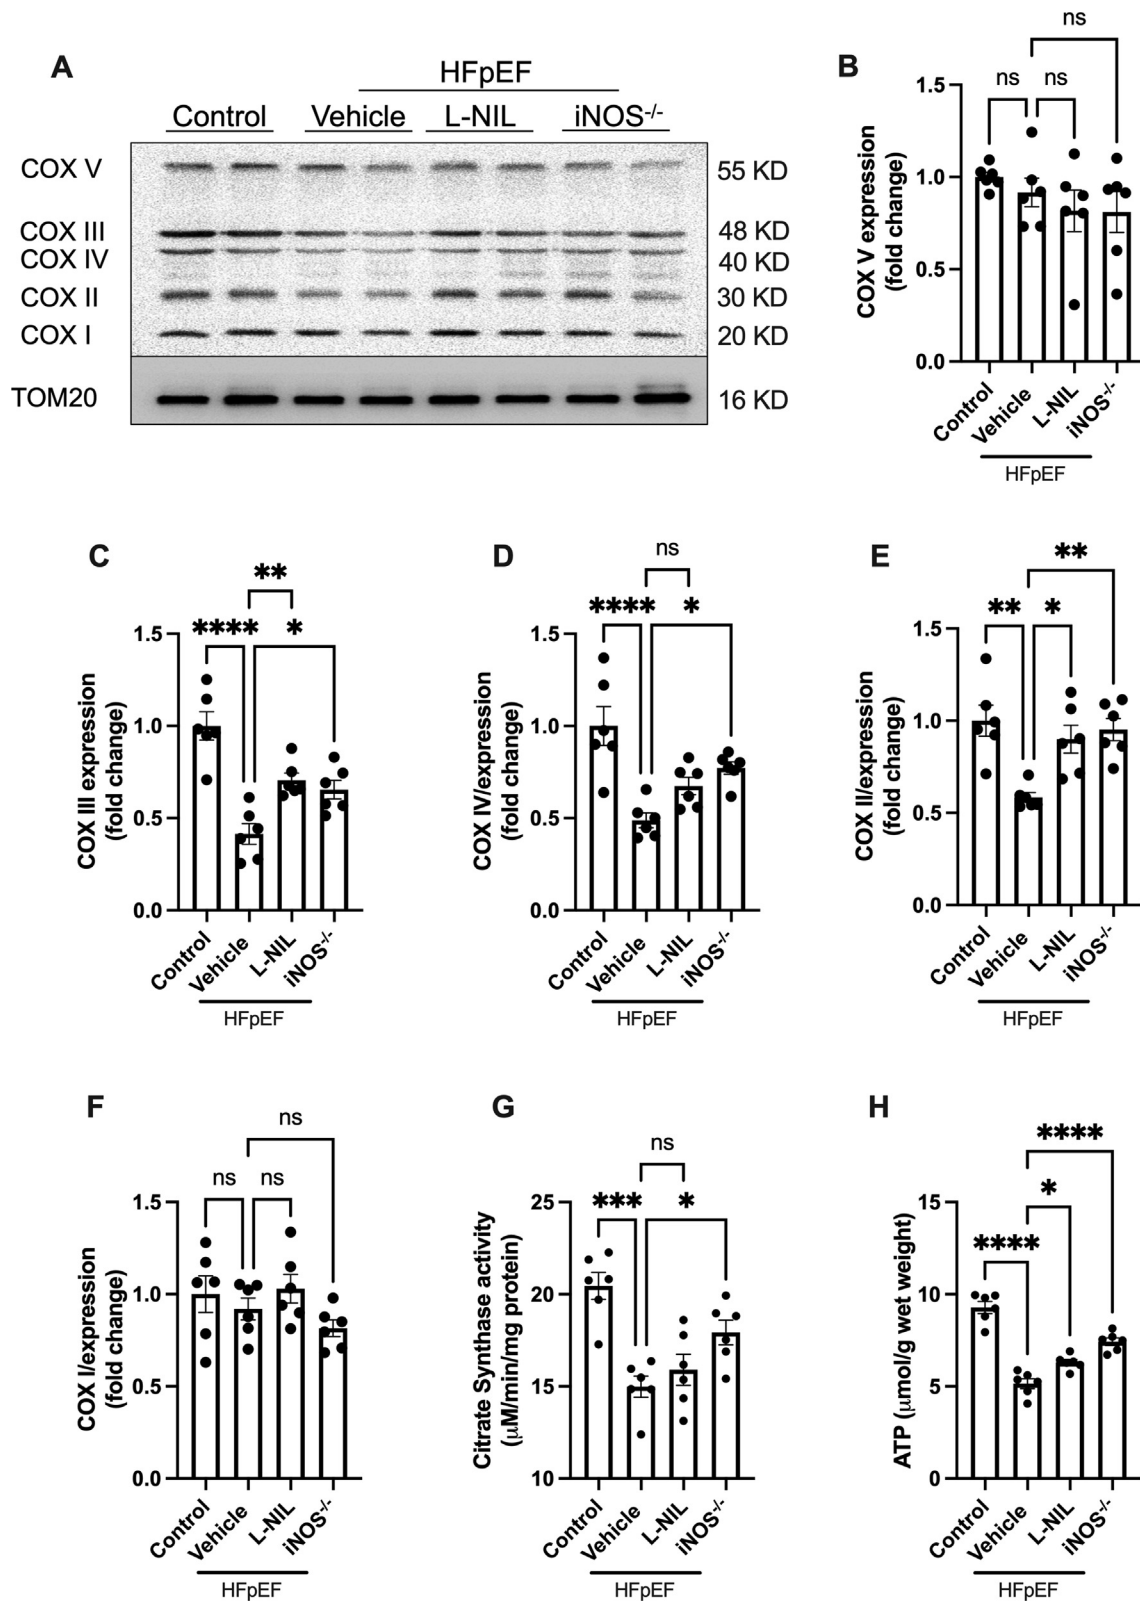 A
HFpEF
Control Vehicle L-NIL iNOS-/-
COX V 55 KD
COX III 48 KD
COX IV 40 KD
COX II 30 KD
COX I 20 KD
TOM20 16 KD
B
ns
ns ns
COX V expression
(fold change)
1.5
1.0
0.5
0.0
Control
Vehicle
L-NIL
iNOS-/-
HFpEF
C
**
**** *
COX III expression
(fold change)
1.5
1.0
0.5
0.0
Control
Vehicle
L-NIL
iNOS-/-
HFpEF
D
ns
**** *
COX IV/expression
(fold change)
1.5
1.0
0.5
0.0
Control
Vehicle
L-NIL
iNOS-/-
HFpEF
E
**
** *
COX II/expression
(fold change)
1.5
1.0
0.5
0.0
Control
Vehicle
L-NIL
iNOS-/-
HFpEF
F
ns
ns ns
COX I/expression
(fold change)
1.5
1.0
0.5
0.0
Control
Vehicle
L-NIL
iNOS-/-
HFpEF
G
ns
*** *
Citrate Synthase activity
(μM/min/mg protein)
25
20
15
10
Control
Vehicle
L-NIL
iNOS-/-
HFpEF
H
****
*
****
ATP (μmol/g wet weight)
15
10
5
0
Control
Vehicle
L-NIL
iNOS-/-
HFpEF